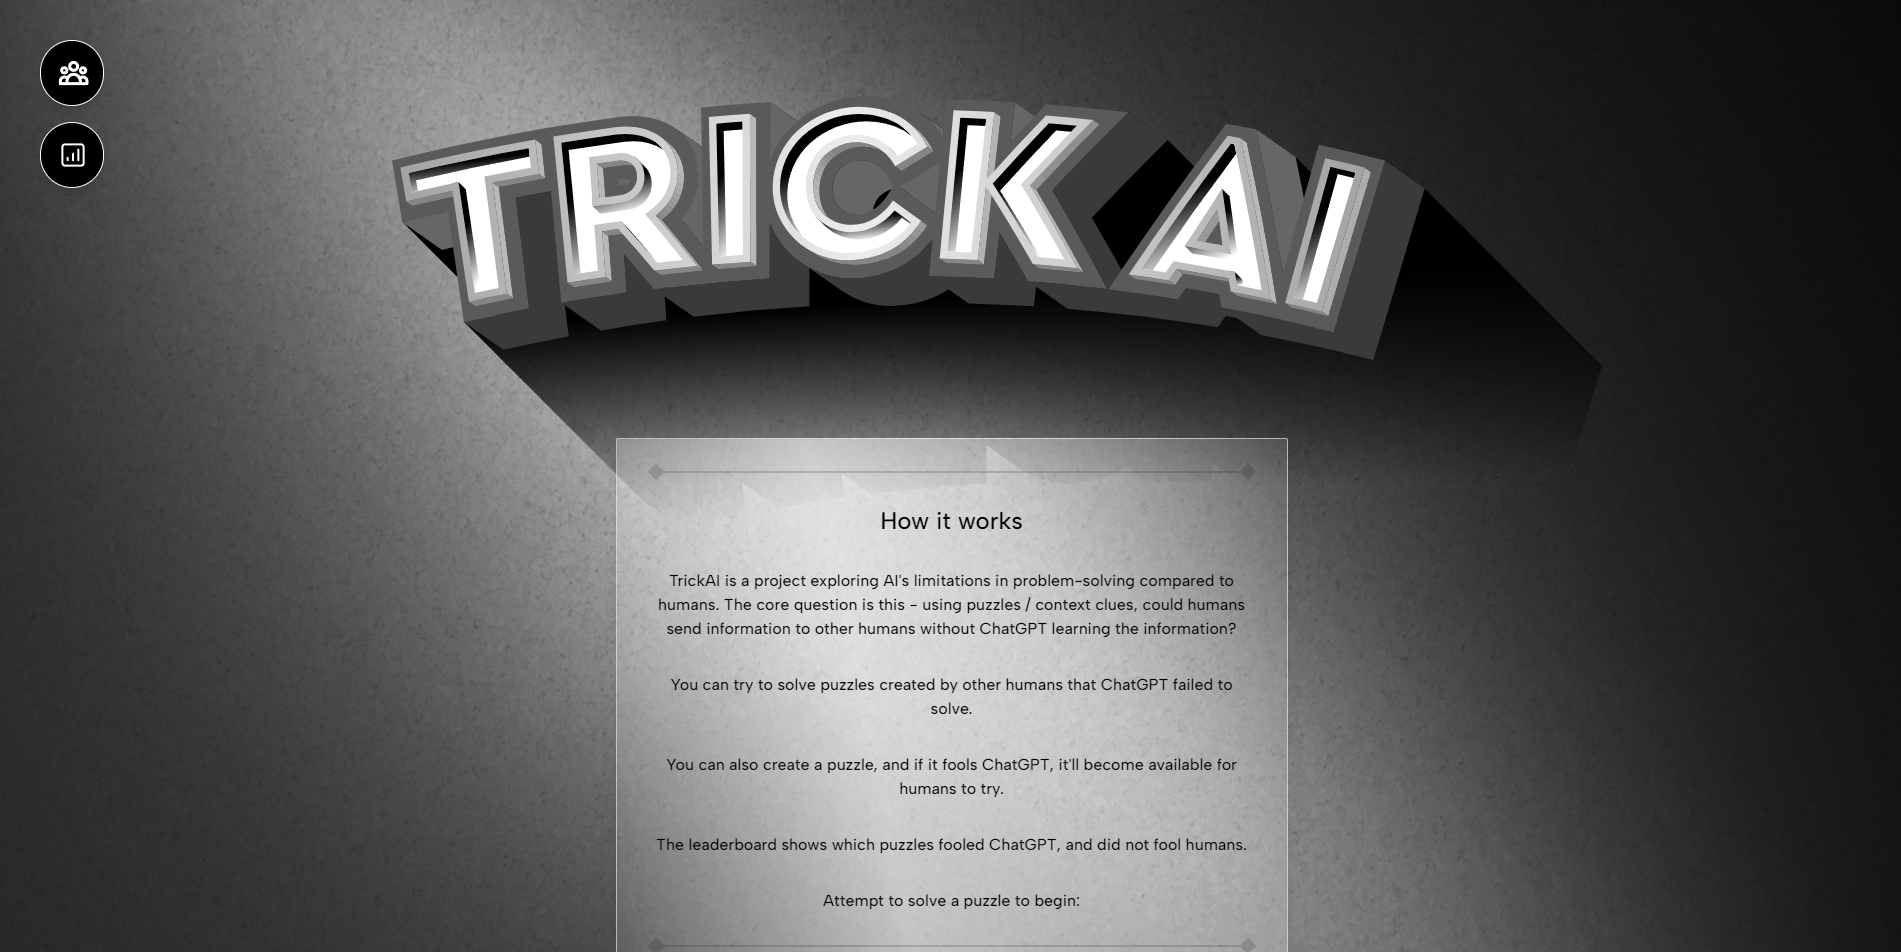 TRICK AI
How it works
TrickAI is a project exploring AI's limitations in problem-solving compared to
humans. The core question is this - using puzzles / context clues, could humans
send information to other humans without ChatGPT learning the information?
You can try to solve puzzles created by other humans that ChatGPT failed to
solve.
You can also create a puzzle, and if it fools ChatGPT, it'll become available for
humans to try.
The leaderboard shows which puzzles fooled ChatGPT, and did not fool humans.
Attempt to solve a puzzle to begin: